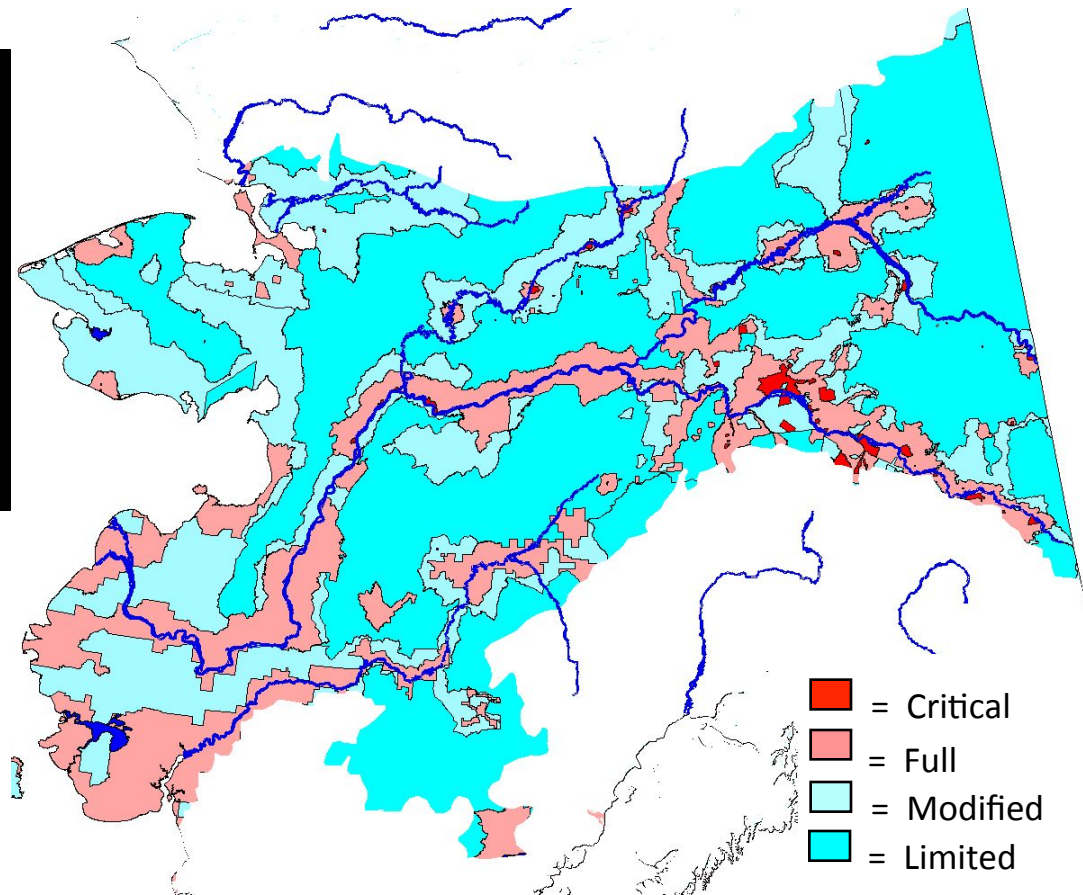 = Critical
= Full
= Modified
= Limited